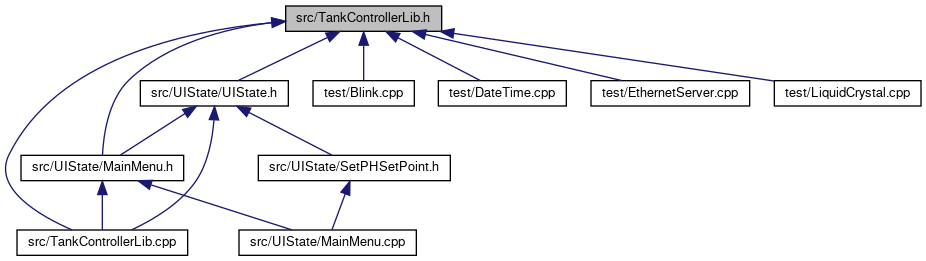 src/TankControllerLib.h
src/UIState/UIState.h
test/Blink.cpp
test/DateTime.cpp
test/EthernetServer.cpp
test/LiquidCrystal.cpp
src/UIState/MainMenu.h
src/UIState/SetPHSetPoint.h
src/TankControllerLib.cpp
src/UIState/MainMenu.cpp